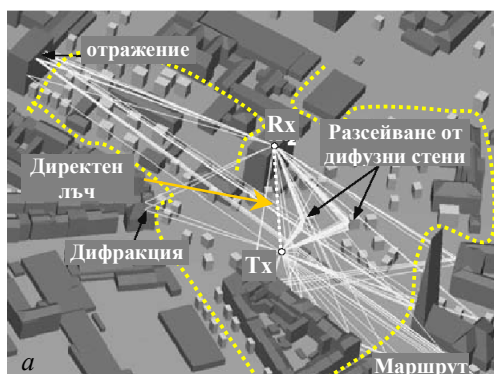 отражение
Rx
Разсейване от
дифузни стени
Директен
лъч
Дифракция
Tx
а
Маршрут